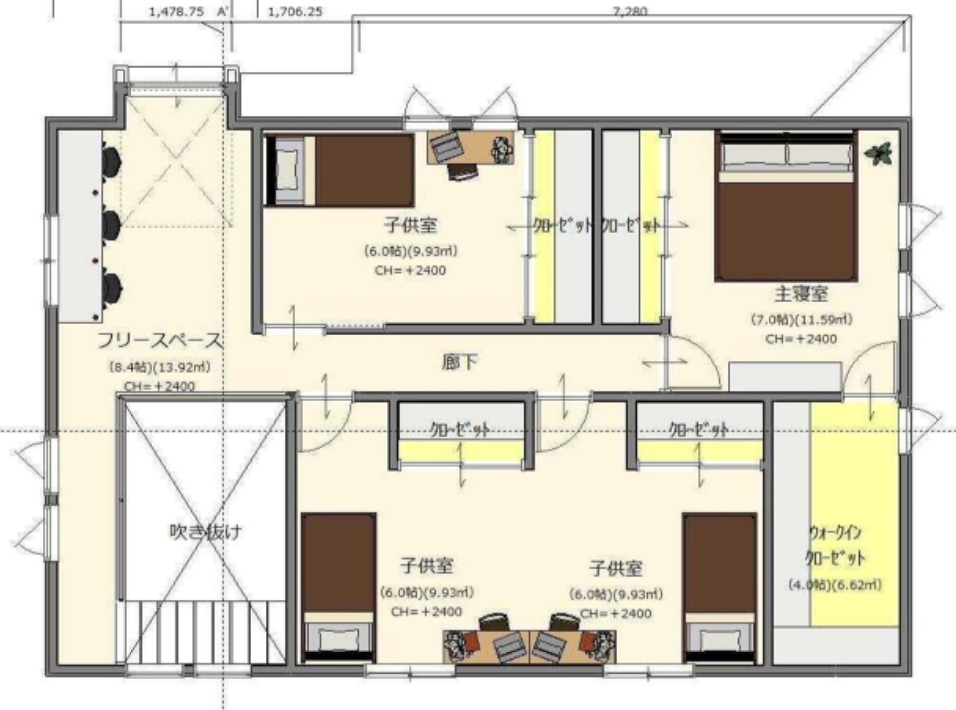 1,478.75 A' 1,706.25 7,280
子供室
(6.0帖)(9.93㎡)
CH=+2400
ｸﾛｰｾﾞｯﾄ
ｸﾛｰｾﾞｯﾄ
主寝室
(7.0帖)(11.59㎡)
CH=+2400
フリースペース
(8.4帖)(13.92㎡)
CH=+2400
廊下
ｸﾛｰｾﾞｯﾄ
ｸﾛｰｾﾞｯﾄ
吹き抜け
子供室
(6.0帖)(9.93㎡)
CH=+2400
子供室
(6.0帖)(9.93㎡)
CH=+2400
ｳｫｰｸｲﾝ
ｸﾛｰｾﾞｯﾄ
(4.0帖)(6.62㎡)